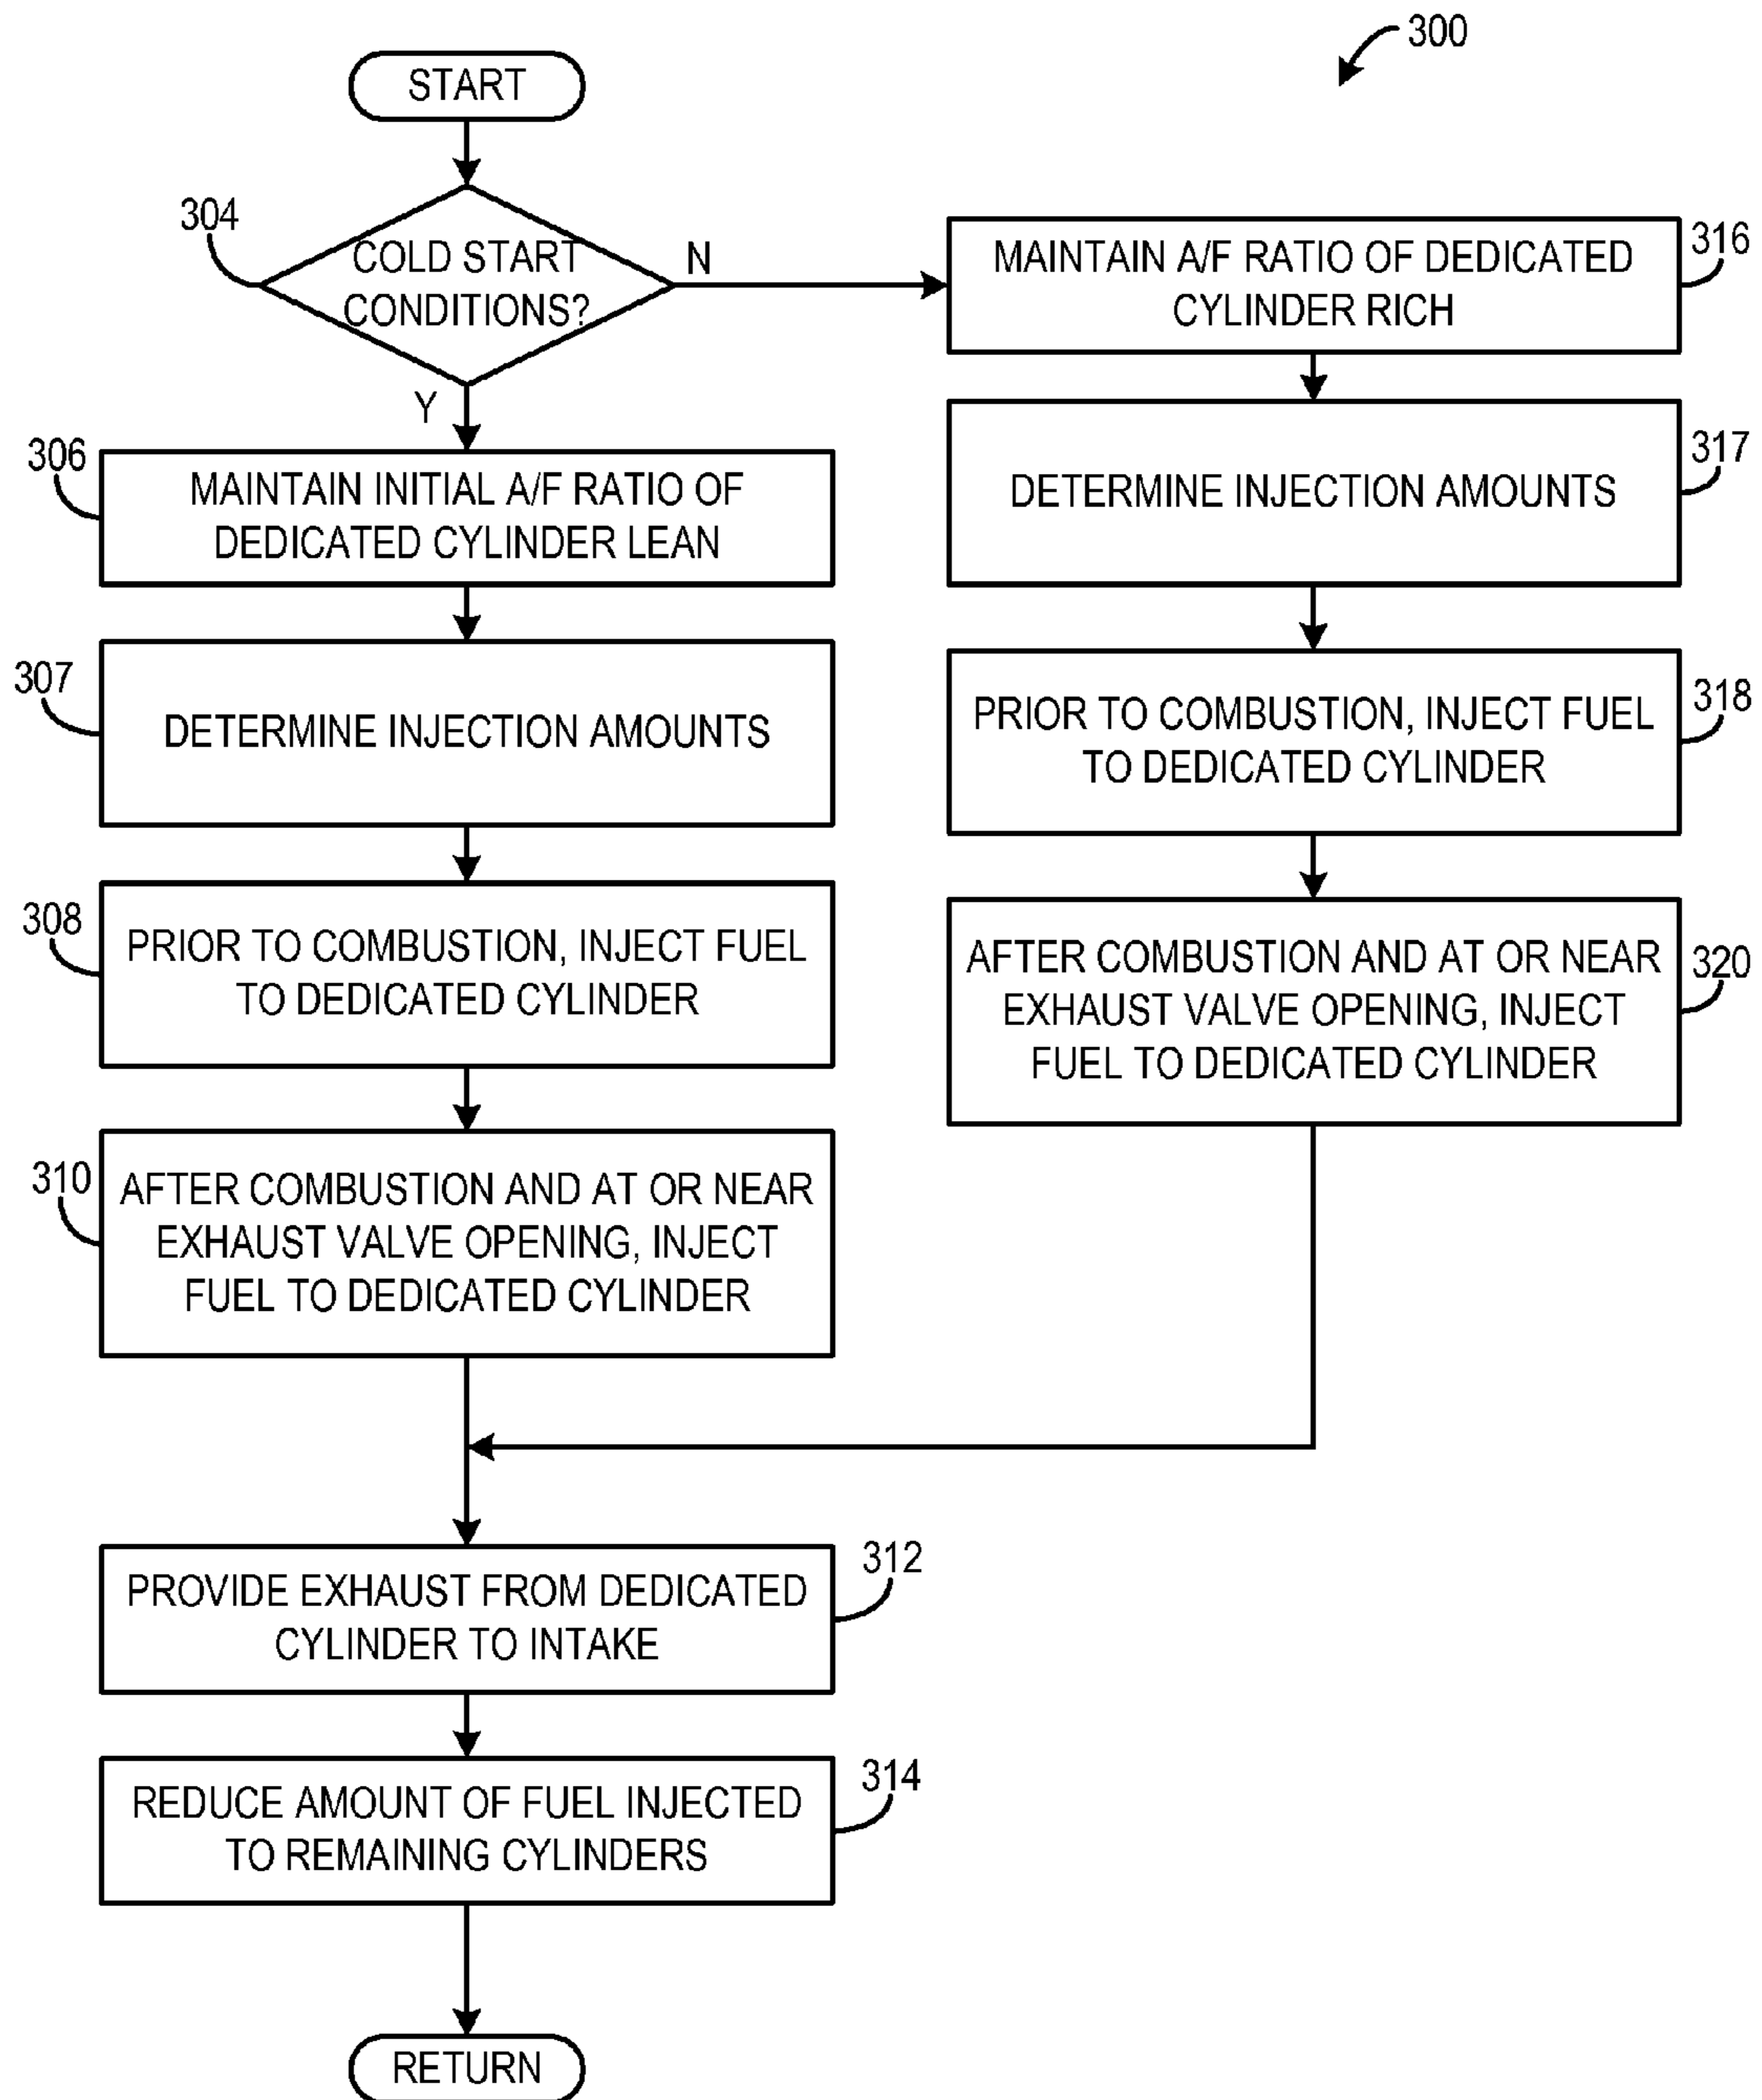 300
START
304
COLD START
CONDITIONS?
N
Y
306
MAINTAIN INITIAL A/F RATIO OF
DEDICATED CYLINDER LEAN
307
DETERMINE INJECTION AMOUNTS
308
PRIOR TO COMBUSTION, INJECT FUEL
TO DEDICATED CYLINDER
310
AFTER COMBUSTION AND AT OR NEAR
EXHAUST VALVE OPENING, INJECT
FUEL TO DEDICATED CYLINDER
316
MAINTAIN A/F RATIO OF DEDICATED
CYLINDER RICH
317
DETERMINE INJECTION AMOUNTS
318
PRIOR TO COMBUSTION, INJECT FUEL
TO DEDICATED CYLINDER
320
AFTER COMBUSTION AND AT OR NEAR
EXHAUST VALVE OPENING, INJECT
FUEL TO DEDICATED CYLINDER
312
PROVIDE EXHAUST FROM DEDICATED
CYLINDER TO INTAKE
314
REDUCE AMOUNT OF FUEL INJECTED
TO REMAINING CYLINDERS
RETURN